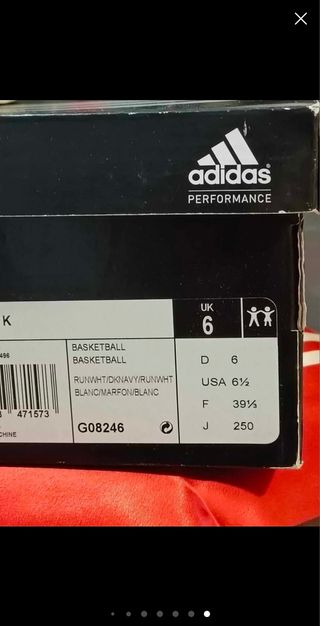 adidas®
PERFORMANCE
K
UK
6
496
BASKETBALL
BASKETBALL
RUNWHT/DKNAVY/RUNWHT
BLANC/MARFON/BLANC
471573
G08246
CHINE
D 6
USA 6½
F 39⅓
J 250